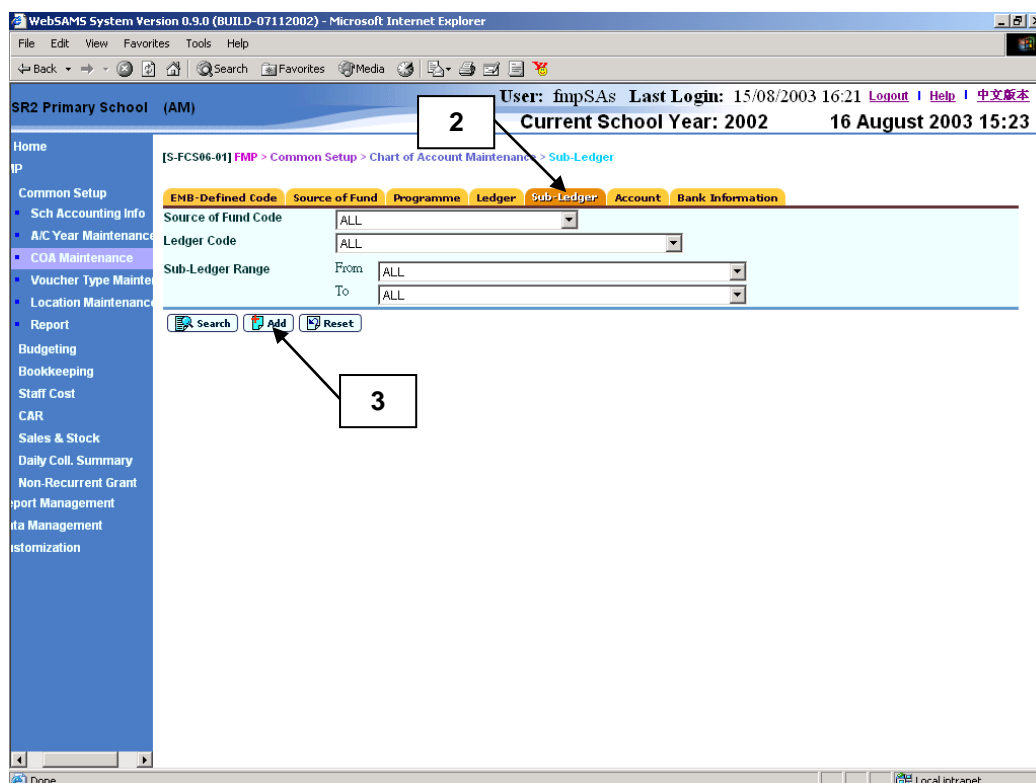 WebSAMS System Version 0.9.0 (BUILD-07112002) - Microsoft Internet Explorer
File Edit View Favorites Tools Help
Back Search Favorites Media
SR2 Primary School (AM)
User: fmpSAs Last Login: 15/08/2003 16:21 Logout | Help | 中文版本
Current School Year: 2002 16 August 2003 15:23
2
Home
MP
Common Setup
Sch Accounting Info
A/C Year Maintenance
COA Maintenance
Voucher Type Mainte
Location Maintenance
Report
Budgeting
Bookkeeping
Staff Cost
CAR
Sales & Stock
Daily Coll. Summary
Non-Recurrent Grant
eport Management
ata Management
ustomization
[S-FCS06-01] FMP > Common Setup > Chart of Account Maintenance > Sub-Ledger
EMB-Defined Code Source of Fund Programme Ledger Sub-Ledger Account Bank Information
Source of Fund Code ALL
Ledger Code ALL
Sub-Ledger Range From ALL
To ALL
Search Add Reset
3
Done Local intranet